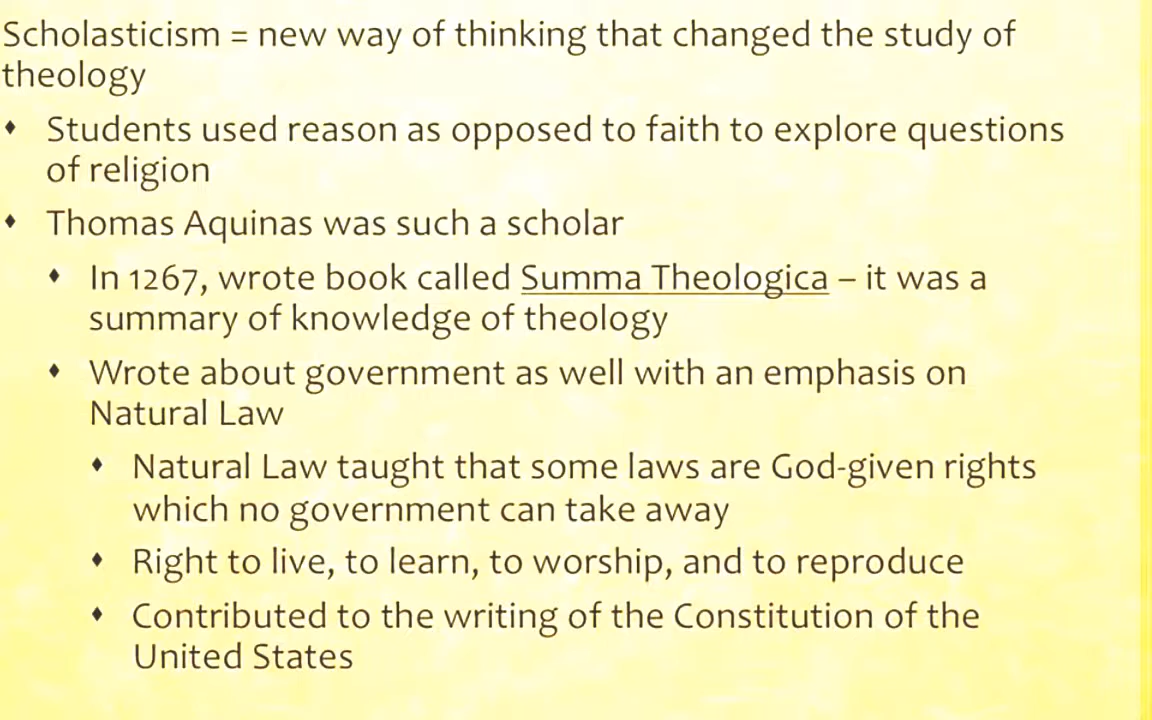 Scholasticism = new way of thinking that changed the study of
theology
♦ Students used reason as opposed to faith to explore questions
of religion
♦ Thomas Aquinas was such a scholar
♦ In 1267, wrote book called Summa Theologica – it was a
summary of knowledge of theology
♦ Wrote about government as well with an emphasis on
Natural Law
♦ Natural Law taught that some laws are God-given rights
which no government can take away
♦ Right to live, to learn, to worship, and to reproduce
♦ Contributed to the writing of the Constitution of the
United States